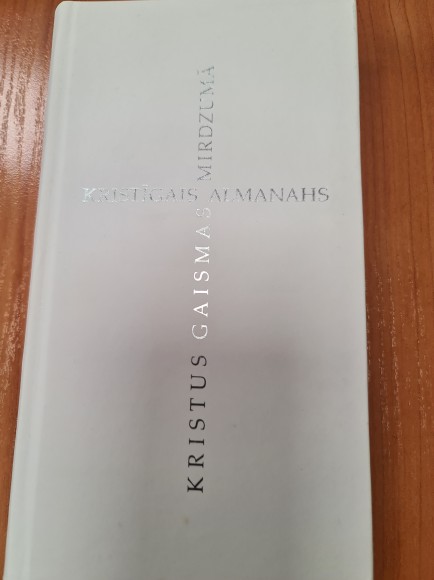 KRISTĪGAIS ALMANAHS
KRISTUS GAISMAS MIRDZUMĀ